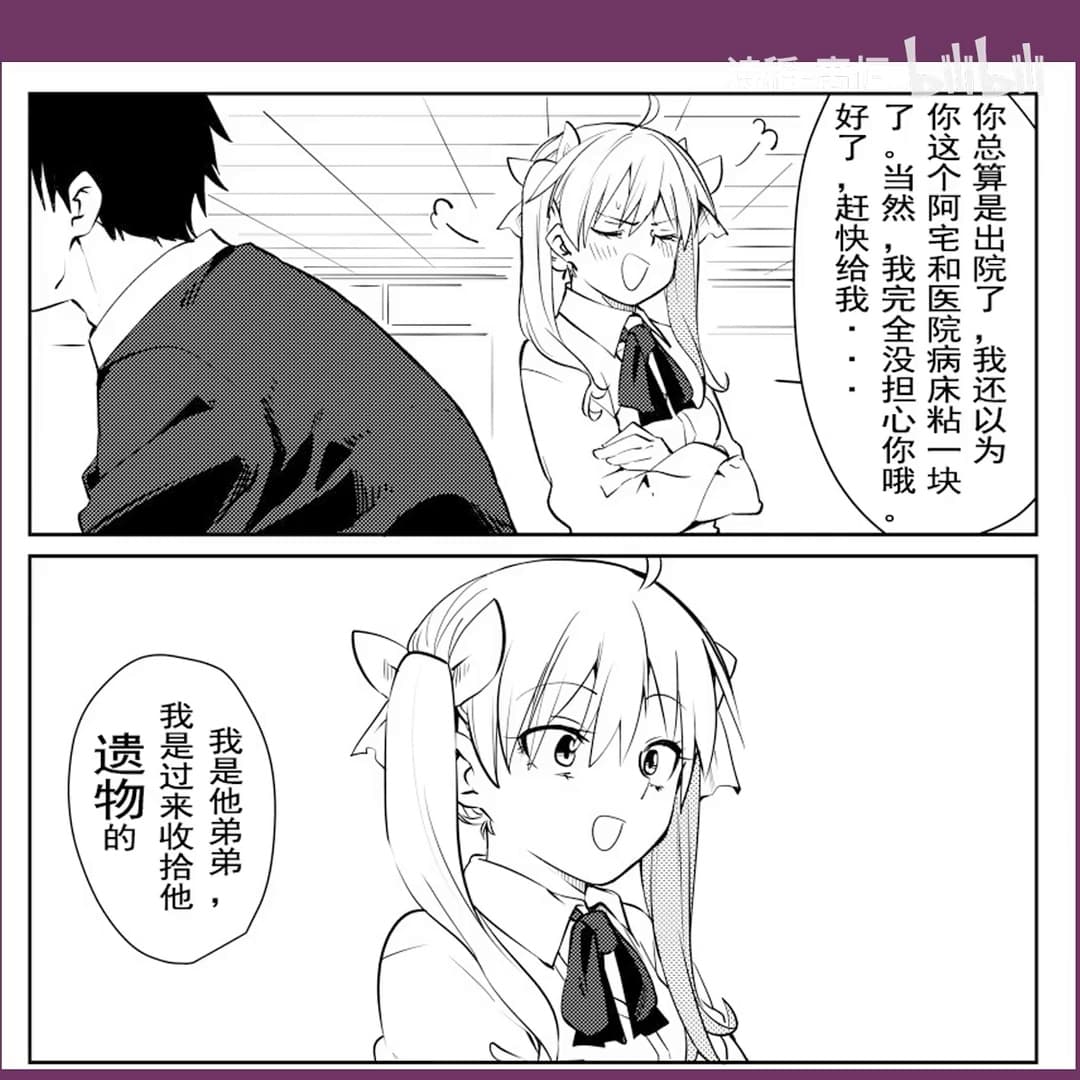 bilibili
你总算是出院了，我还以为
你这个阿宅和医院病床粘一块
了。当然，我完全没担心你哦。
好了，赶快给我...
我是他弟弟，
我是过来收拾他
遗物的